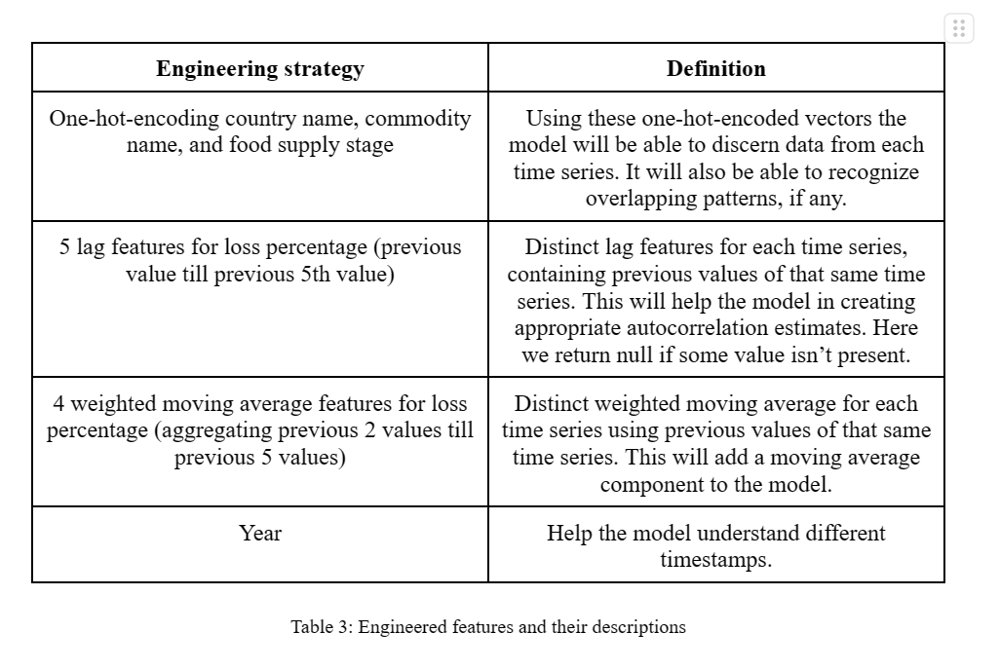 Engineering strategy
Definition
One-hot-encoding country name, commodity
name, and food supply stage
Using these one-hot-encoded vectors the
model will be able to discern data from each
time series. It will also be able to recognize
overlapping patterns, if any.
5 lag features for loss percentage (previous
value till previous 5th value)
Distinct lag features for each time series,
containing previous values of that same time
series. This will help the model in creating
appropriate autocorrelation estimates. Here
we return null if some value isn’t present.
4 weighted moving average features for loss
percentage (aggregating previous 2 values till
previous 5 values)
Distinct weighted moving average for each
time series using previous values of that same
time series. This will add a moving average
component to the model.
Year
Help the model understand different
timestamps.
Table 3: Engineered features and their descriptions